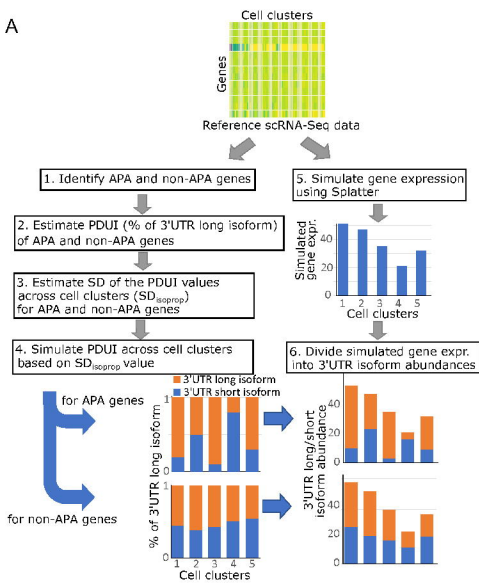 A
Cell clusters
Genes
Reference scRNA-Seq data
1. Identify APA and non-APA genes
2. Estimate PDUI (% of 3'UTR long isoform)
of APA and non-APA genes
3. Estimate SD of the PDUI values
across cell clusters (SDisoprop)
for APA and non-APA genes
4. Simulate PDUI across cell clusters
based on SDisoprop value
5. Simulate gene expression
using Splatter
Simulated
gene expr.
40
20
0
1 2 3 4 5
Cell clusters
6. Divide simulated gene expr.
into 3'UTR isoform abundances
for APA genes
for non-APA genes
3'UTR long isoform
3'UTR short isoform
% of 3'UTR long isoform
1
0
1
0
1 2 3 4 5
Cell clusters
3'UTR long/short
isoform abundance
40
20
0
40
20
0